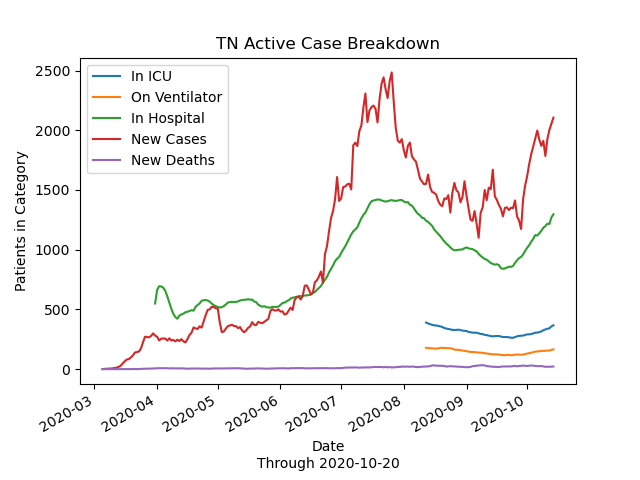 TN Active Case Breakdown
In ICU
On Ventilator
In Hospital
New Cases
New Deaths
Patients in Category
2500
2000
1500
1000
500
0
2020-03
2020-04
2020-05
2020-06
2020-07
2020-08
2020-09
2020-10
Date
Through 2020-10-20